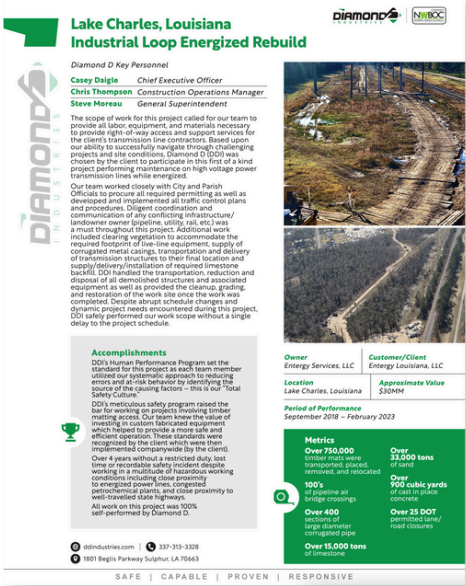 Lake Charles, Louisiana
Industrial Loop Energized Rebuild
DIAMOND
INDUSTRIES
NWBOC
Diamond D Key Personnel
Casey Daigle Chief Executive Officer
Chris Thompson Construction Operations Manager
Steve Moreau General Superintendent
DIAMOND
INDUSTRIES
The scope of work for this project called for our team to
provide all labor, equipment, and materials necessary
to provide right-of-way access and support services for
the client's transmission line contractors. Based upon
our ability to successfully navigate through challenging
projects and site conditions, Diamond D (DDI) was
chosen by the client to participate in this first of a kind
project performing maintenance on high voltage power
transmission lines while energized.
Our team worked closely with City and Parish
Officials to procure all required permitting as well as
developed and implemented all traffic control plans
and procedures. Diligent coordination and
communication of any conflicting infrastructure/
landowner owner (pipeline, utility, rail, etc.) was
a must throughout this project. Additional work
included clearing vegetation to accommodate the
required footprint of live-line equipment, supply of
corrugated metal casings, transportation and delivery
of transmission structures to their final location and
supply/delivery/installation of required limestone
backfill. DDI handled the transportation, reduction and
disposal of all demolished structures and associated
equipment as well as provided the cleanup, grading,
and restoration of the work site once the work was
completed. Despite abrupt schedule changes and
dynamic project needs encountered during this project,
DDI safely performed our work scope without a single
delay to the project schedule.
Accomplishments
DDI's Human Performance Program set the
standard for this project as each team member
utilized our systematic approach to reducing
errors and at-risk behavior by identifying the
source of the causing factors – this is our "Total
Safety Culture."
DDI's meticulous safety program raised the
bar for working on projects involving timber
matting access. Our team knew the value of
investing in custom fabricated equipment
which helped to provide a more safe and
efficient operation. These standards were
recognized by the client which were then
implemented companywide (by the client).
Over 4 years without a restricted duty, lost
time or recordable safety incident despite
working in a multitude of hazardous working
conditions including close proximity
to energized power lines, congested
petrochemical plants, and close proximity to
well-travelled state highways.
All work on this project was 100%
self-performed by Diamond D.
Owner
Entergy Services, LLC
Customer/Client
Entergy Louisiana, LLC
Location
Lake Charles, Louisiana
Approximate Value
$30MM
Period of Performance
September 2018 – February 2023
Metrics
Over 750,000
timber mats were
transported, placed,
removed, and relocated
100's
of pipeline air
bridge crossings
Over 400
sections of
large diameter
corrugated pipe
Over 15,000 tons
of limestone
Over
33,000 tons
of sand
Over
900 cubic yards
of cast in place
concrete
Over 25 DOT
permitted lane/
road closures
ddindustries.com | 337-313-3328
1801 Beglis Parkway Sulphur, LA 70663
SAFE | CAPABLE | PROVEN | RESPONSIVE